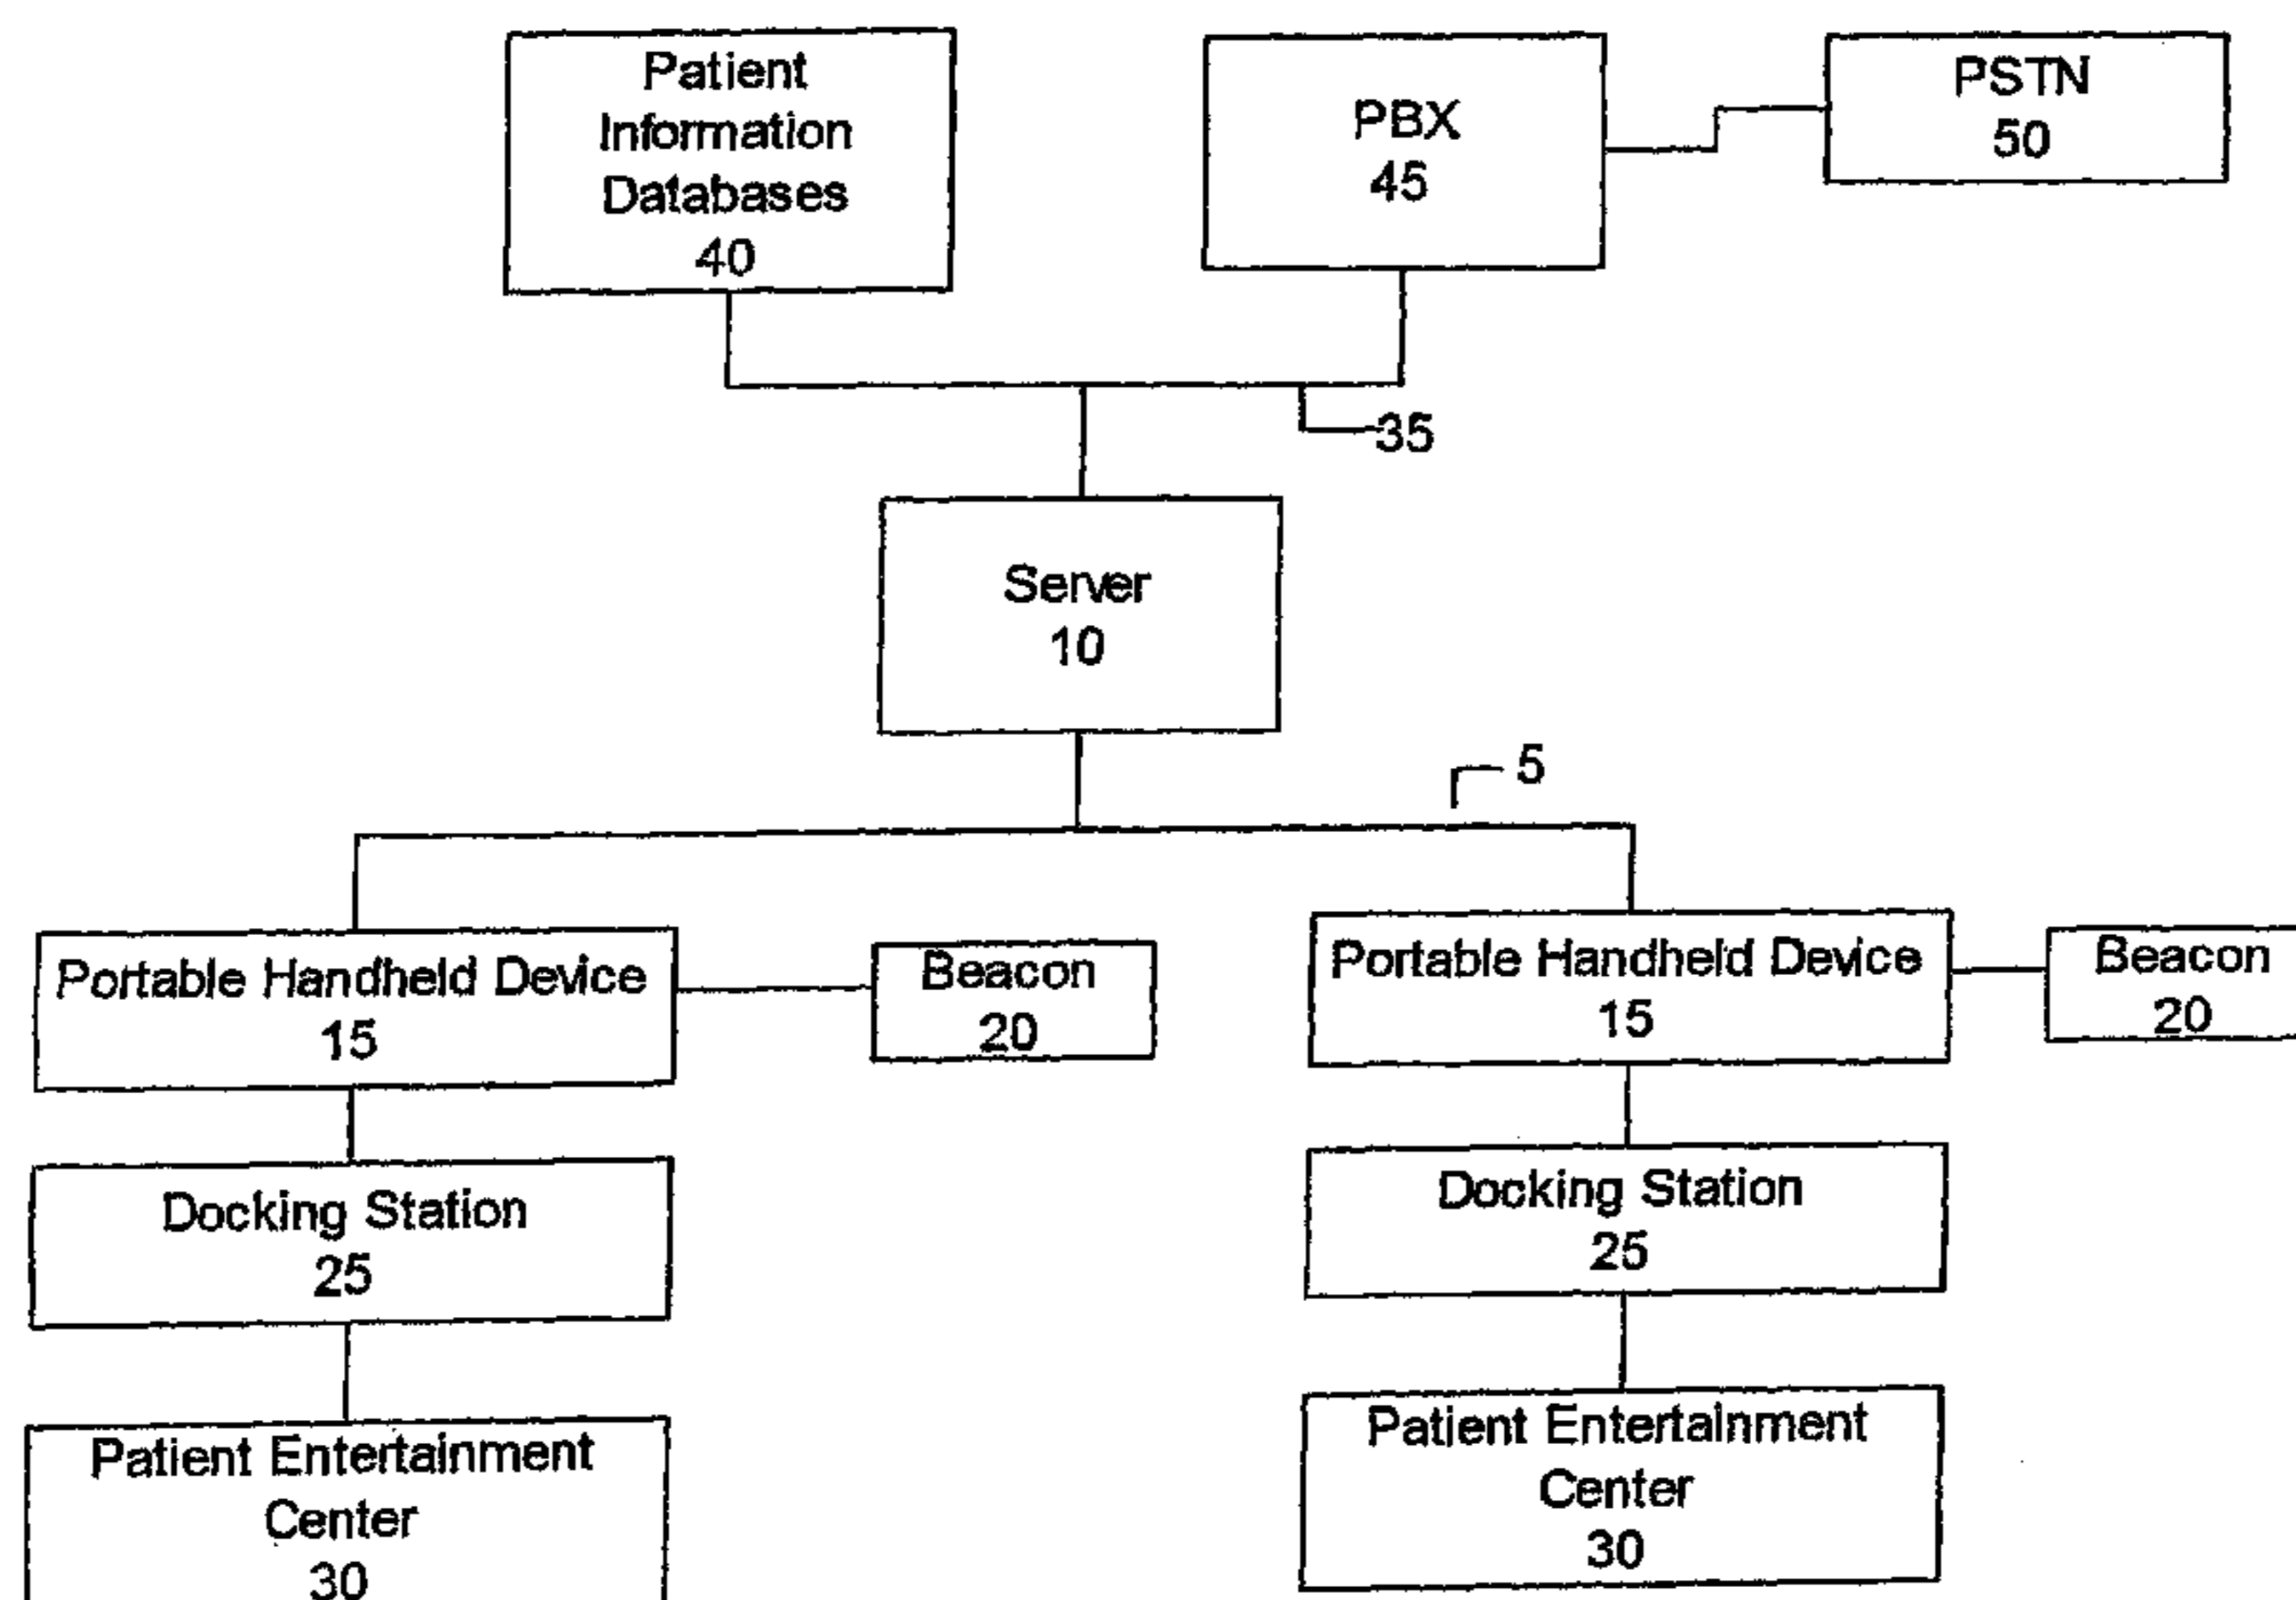 Patient
Information
Databases
40
PBX
45
PSTN
50
35
Server
10
5
Portable Handheld Device
15
Beacon
20
Portable Handheld Device
15
Beacon
20
Docking Station
25
Docking Station
25
Patient Entertainment
Center
30
Patient Entertainment
Center
30